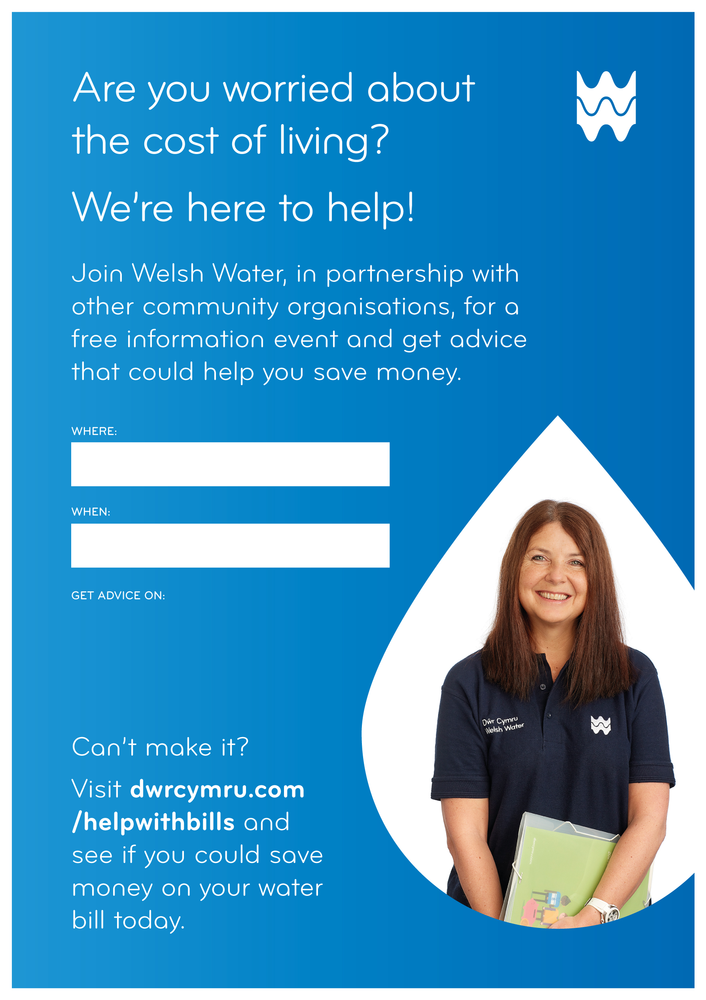 Are you worried about
the cost of living?
We're here to help!
Join Welsh Water, in partnership with
other community organisations, for a
free information event and get advice
that could help you save money.
WHERE:
WHEN:
GET ADVICE ON:
Dŵr Cymru
Welsh Water
Can't make it?
Visit dwrcymru.com
/helpwithbills and
see if you could save
money on your water
bill today.
dwrcymru.com